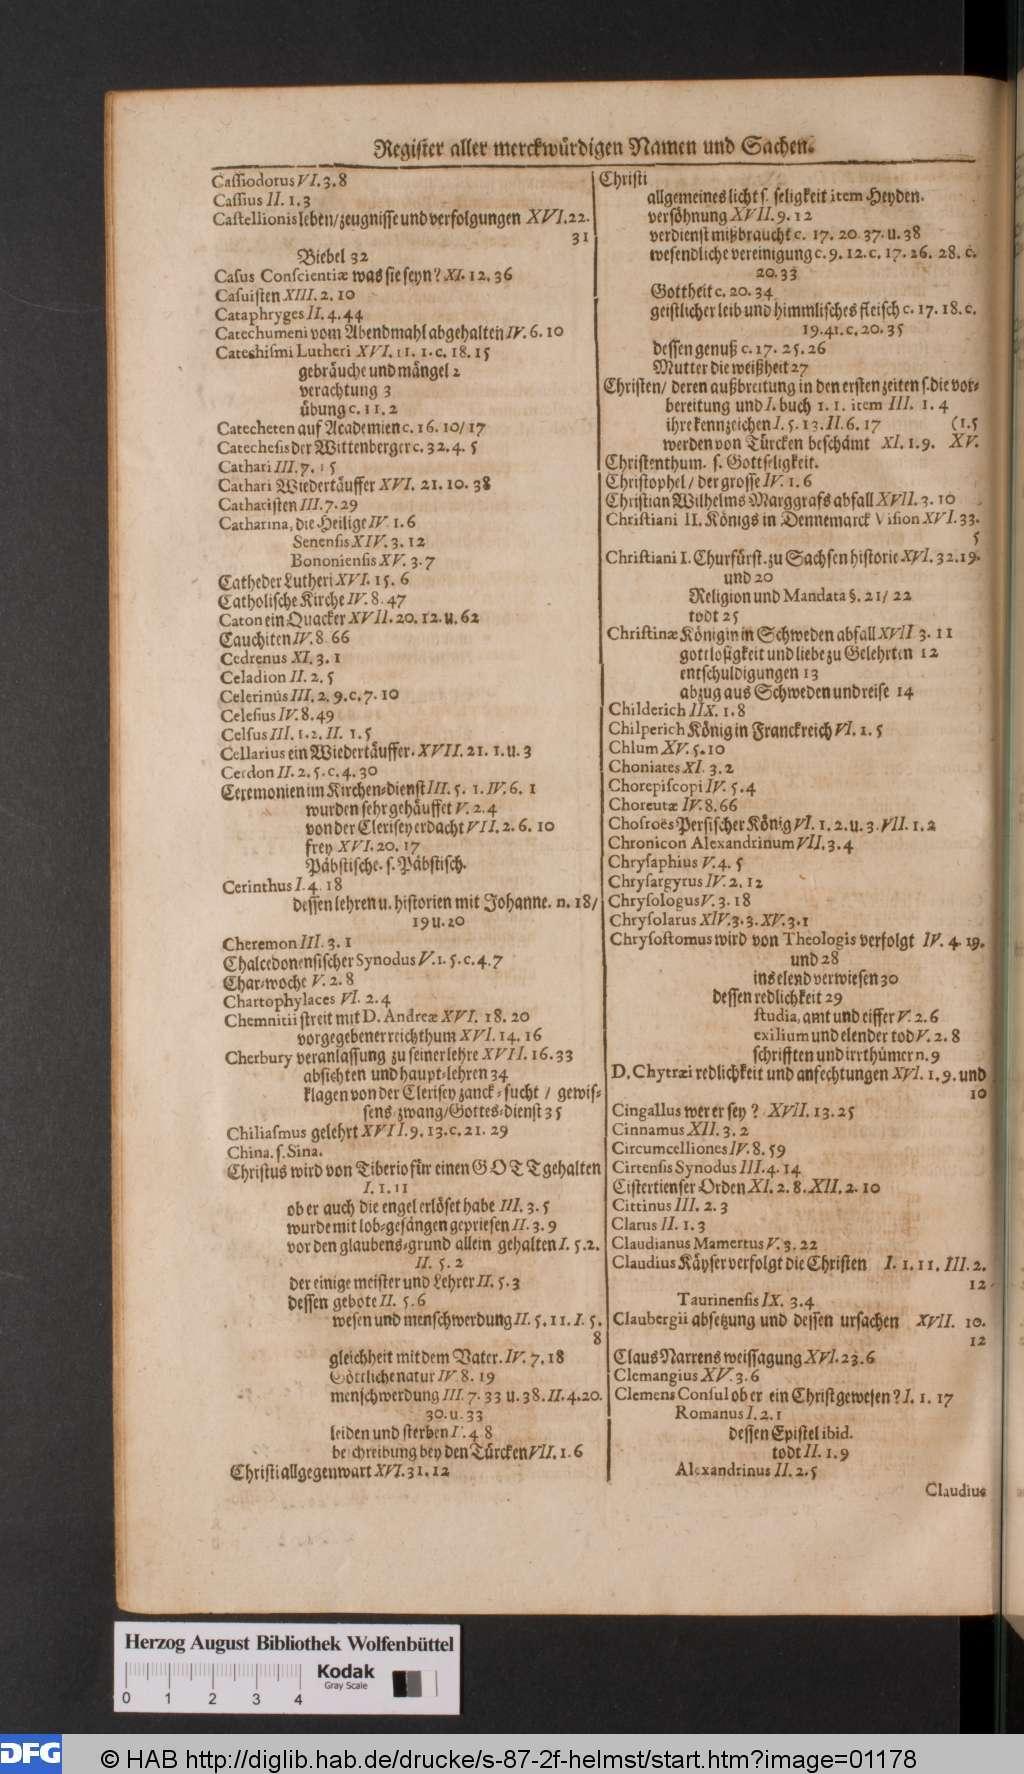 Register aller merckwürdigen Namen und Sachen.
Cassiodorus VI. 3. 8
Cassius II. 1. 3
Castellionis leben/zeugnisse und verfolgungen XVI. 22.
31
Biebel 32
Casus Conscientiæ was sie seyn? XI. 12. 36
Casuisten XIII. 2. 10
Cataphryges II. 4. 44
Catechumeni vom Abendmahl abgehalten IV. 6. 10
Catechismi Lutheri XVI. 11. 1. c. 18. 15
gebräuche und mängel 2
verachtung 3
übung c. 11. 2
Catecheten auf Academien c. 16. 10/ 17
Catechesis der Wittenberger c. 32. 4. 5
Cathari III. 7. 15
Cathari Wiedertäuffer XVI. 21. 10. 38
Catharisten III. 7. 29
Catharina, die Heilige IV. 1. 6
Senensis XIV. 3. 12
Bononiensis XV. 3. 7
Catheder Lutheri XVI. 15. 6
Catholische Kirche IV. 8. 47
Caton ein Quacker XVII. 20. 12. u. 62
Cauchiten IV. 8. 66
Cedrenus XI. 3. 1
Celadion II. 2. 5
Celerinus III. 2. 9. c. 7. 10
Celesius IV. 8. 49
Celsus III. 1. 2. II. 1. 5
Cellarius ein Wiedertäuffer. XVII. 21. 1. u. 3
Cerdon II. 2. 5. c. 4. 30
Ceremonien im Kirchen-dienst III. 5. 1. IV. 6. 1
wurden sehr gehäuffet V. 2. 4
von der Clerisey erdacht VII. 2. 6. 10
frey XVI. 20. 17
Päbstische. s. Päbstisch.
Cerinthus I. 4. 18
dessen lehren u. historien mit Johanne. n. 18/
19 u. 20
Cheremon III. 3. 1
Chalcedonensischer Synodus V. 1. 5. c. 4. 7
Char-woche V. 2. 8
Chartophylaces VI. 2. 4
Chemnitii streit mit D. Andreæ XVI. 18. 20
vorgegebener reichthum XVI. 14. 16
Cherbury veranlassung zu seiner lehre XVII. 16. 33
absichten und haupt-lehren 34
klagen von der Clerisey zanck-sucht / gewis-
sens-zwang/Gottes-dienst 35
Chiliasmus gelehrt XVII. 9. 13. c. 21. 29
China. s. Sina.
Christus wird von Tiberio für einen GOTT gehalten
I. 1. 11
ob er auch die engel erlöset habe III. 3. 5
wurde mit lob-gesängen gepriesen II. 3. 9
vor den glaubens-grund allein gehalten I. 5. 2.
II. 5. 2
der einige meister und Lehrer II. 5. 3
dessen gebote II. 5. 6
wesen und menschwerdung II. 5. 11. I. 5.
8
gleichheit mit dem Vater. IV. 7. 18
Göttliche natur IV. 8. 19
menschwerdung III. 7. 33 u. 38. II. 4. 20.
30. u. 33
leiden und sterben I. 4 8
beschreibung bey den Türcken VII. 1. 6
Christi allgegenwart XVI. 31. 12
Christi
allgemeines licht s. seligkeit item Heyden.
versöhnung XVII. 9. 12
verdienst mißbraucht c. 17. 20. 37. u. 38
wesendliche vereinigung c. 9. 12. c. 17. 26. 28. c.
20. 33
Gottheit c. 20. 34
geistlicher leib und himmlisches fleisch c. 17. 18. c.
19. 41. c. 20. 35
dessen genuß c. 17. 25. 26
Mutter die weißheit 27
Christen/ deren außbreitung in den ersten zeiten s. die vor-
bereitung und I. buch 1. 1. item III. 1. 4
ihre kennzeichen I. 5. 13. II. 6. 17 (1. 5
werden von Türcken beschämt XI. 1. 9. XV.
Christenthum. s. Gottseligkeit.
Christophel/ der grosse IV. 1. 6
Christian Wilhelms Marggrafs abfall XVII. 3. 10
Christiani II. Königs in Dennemarck Vision XVI. 33.
5
Christiani I. Churfürst. zu Sachsen historie XVI. 32. 19.
und 20
Religion und Mandata §. 21/ 22
todt 25
Christinæ Königin in Schweden abfall XVII 3. 11
gottlosigkeit und liebe zu Gelehrten 12
entschuldigungen 13
abzug aus Schweden und reise 14
Childerich IIX. 1. 8
Chilperich König in Franckreich VI. 1. 5
Chlum XV. 5. 10
Choniates XI. 3. 2
Chorepiscopi IV. 5. 4
Choreutæ IV. 8. 66
Chosroës Persischer König VI. 1. 2. u. 3. VII. 1. 2
Chronicon Alexandrinum VII. 3. 4
Chrysaphius V. 4. 5
Chrysargyrus IV. 2. 12
Chrysologus V. 3. 18
Chrysolarus XIV. 3. 3. XV. 3. 1
Chrysostomus wird von Theologis verfolgt IV. 4. 19.
und 28
ins elend verwiesen 30
dessen redlichkeit 29
studia, amt und eiffer V. 2. 6
exilium und elender tod V. 2. 8
schrifften und irrthümer n. 9
D. Chytræi redlichkeit und anfechtungen XVI. 1. 9. und
10
Cingallus wer er sey? XVII. 13. 25
Cinnamus XII. 3. 2
Circumcelliones IV. 8. 59
Cirtensis Synodus III. 4. 14
Cistertienser Orden XI. 2. 8. XII. 2. 10
Cittinus III. 2. 3
Clarus II. 1. 3
Claudianus Mamertus V. 3. 22
Claudius Käyser verfolgt die Christen I. 1. 11. III. 2.
12
Taurinensis IX. 3. 4
Claubergii absetzung und dessen ursachen XVII. 10.
12
Claus Narrens weissagung XVI. 23. 6
Clemangius XV. 3. 6
Clemens Consul ob er ein Christ gewesen? I. 1. 17
Romanus I. 2. 1
dessen Epistel ibid.
todt II. 1. 9
Alexandrinus II. 2. 5
Claudius
Herzog August Bibliothek Wolfenbüttel
Kodak
Gray Scale
0 1 2 3 4
DFG
© HAB http://diglib.hab.de/drucke/s-87-2f-helmst/start.htm?image=01178